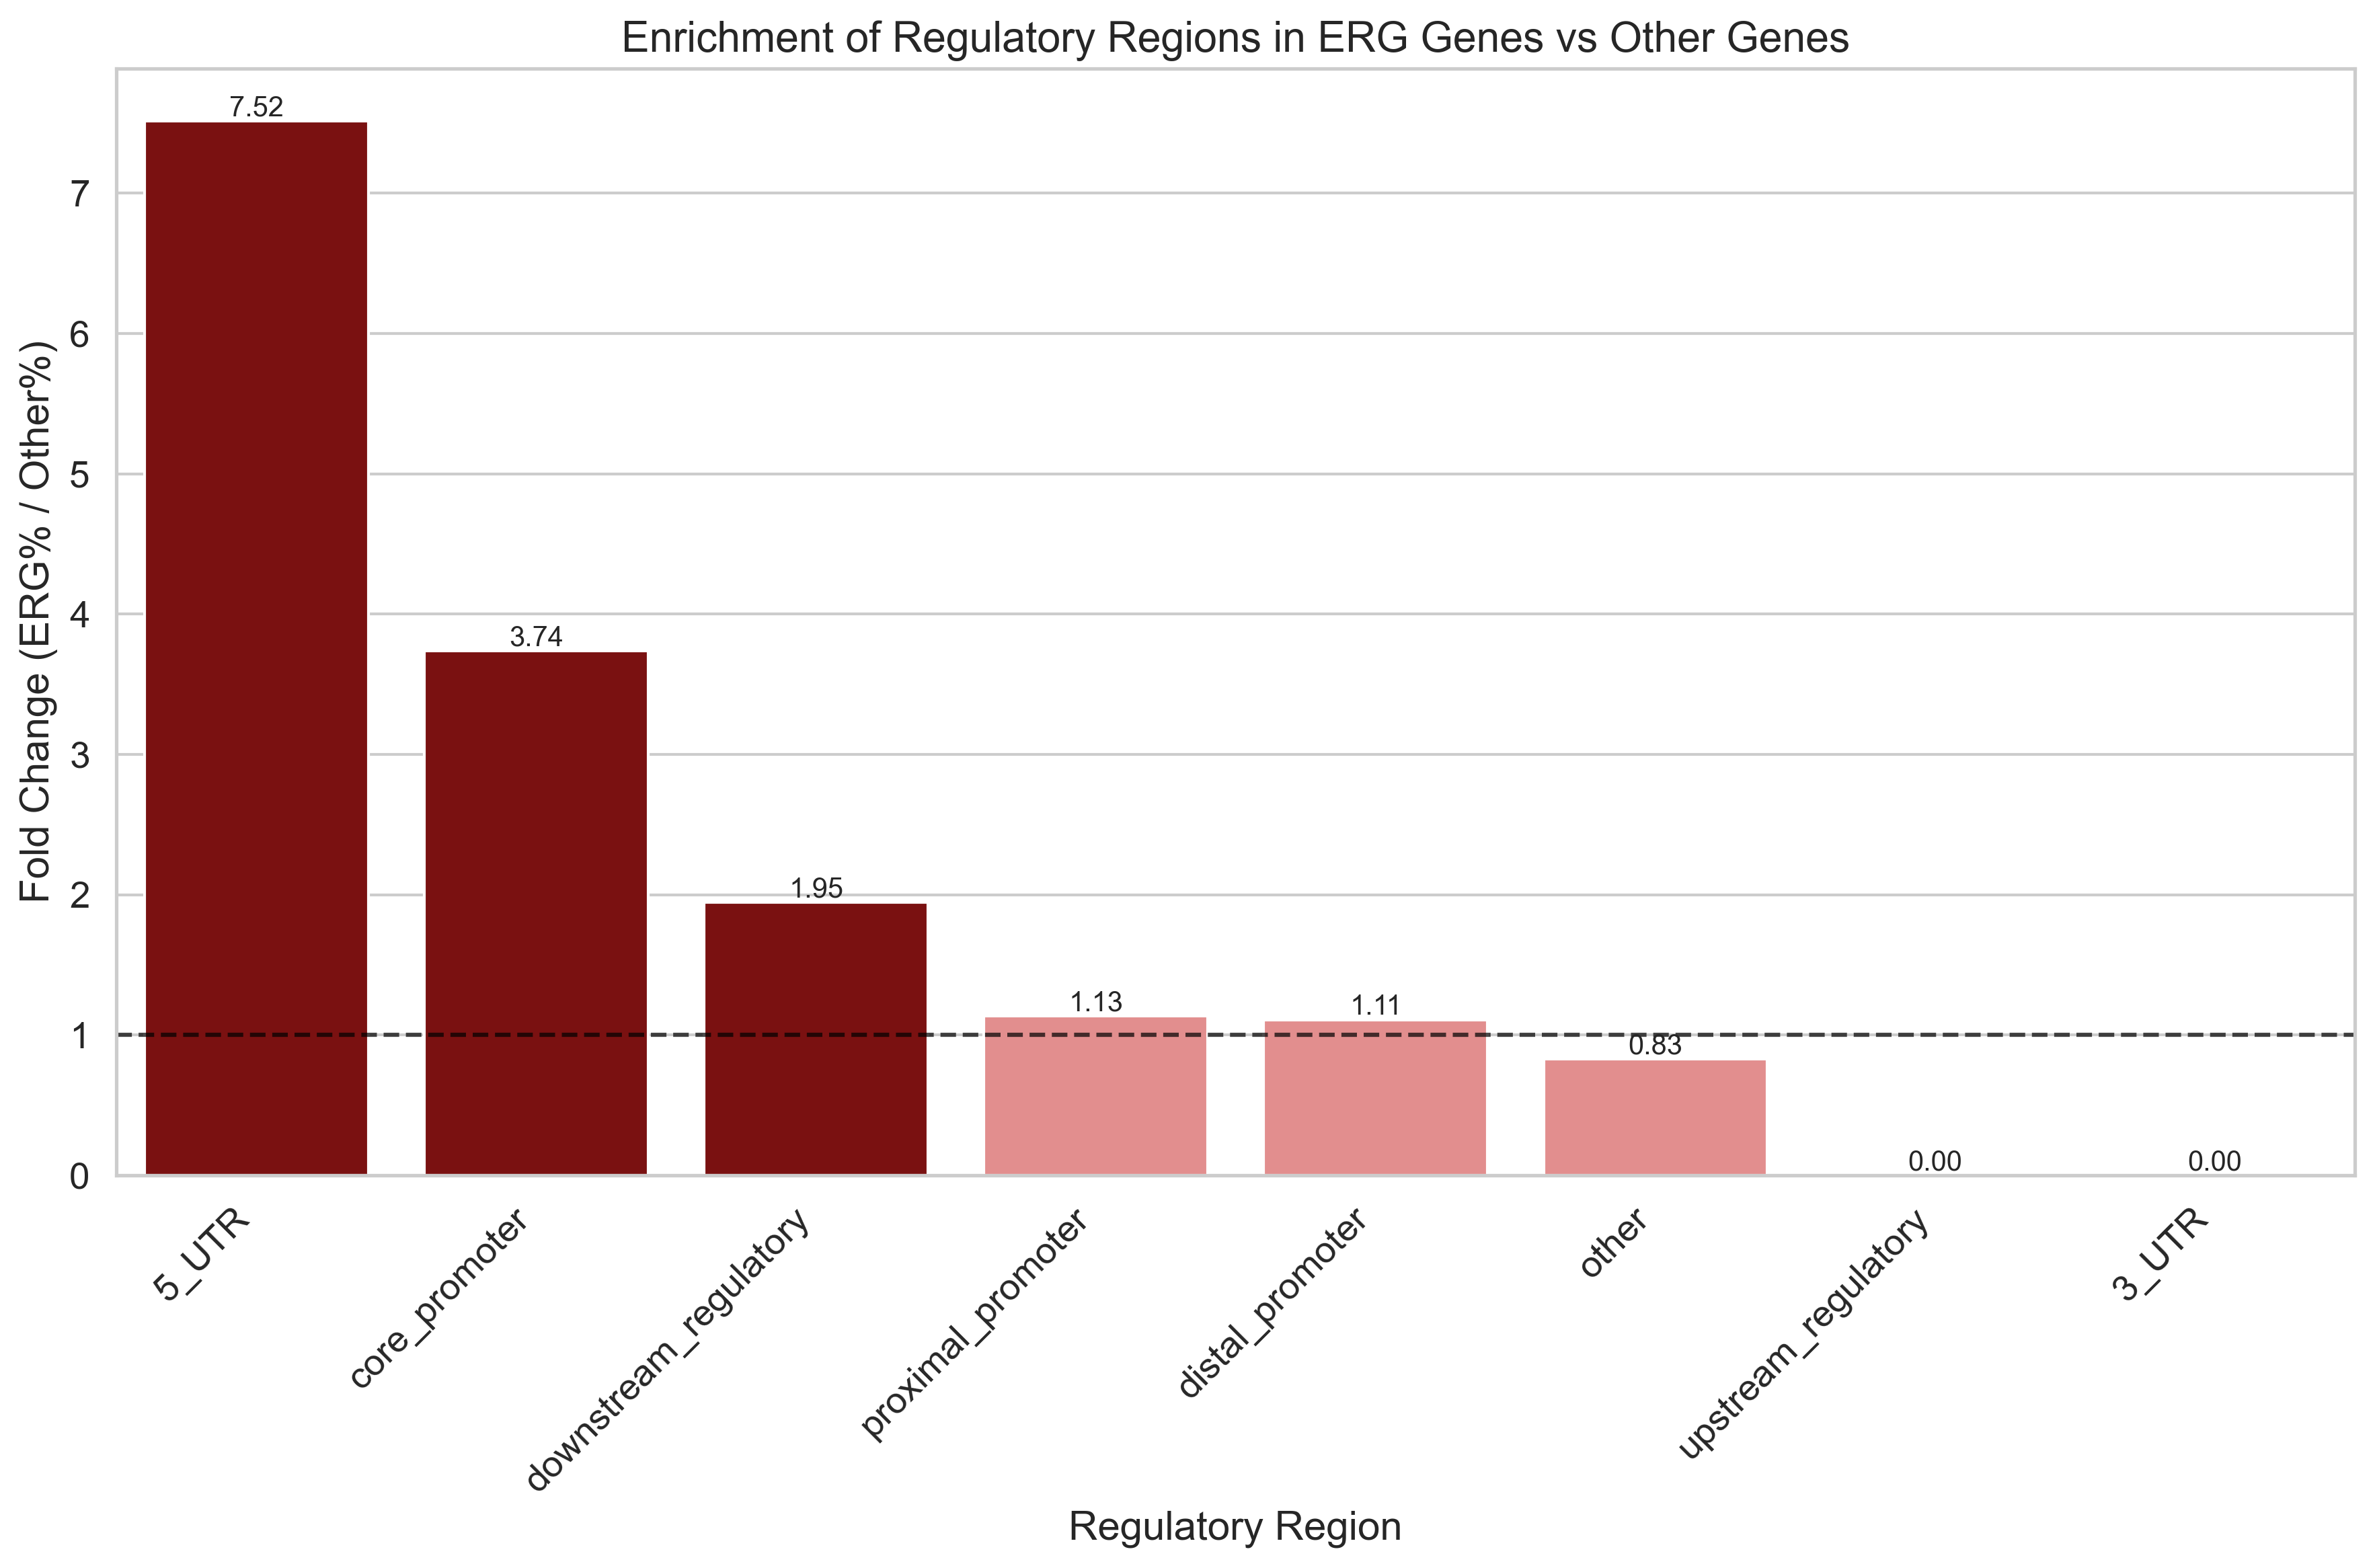 Enrichment of Regulatory Regions in ERG Genes vs Other Genes
Fold Change (ERG% / Other%)
7
6
5
4
3
2
1
0
7.52
3.74
1.95
1.13
1.11
0.83
0.00
0.00
5_UTR
core_promoter
downstream_regulatory
proximal_promoter
distal_promoter
other
upstream_regulatory
3_UTR
Regulatory Region